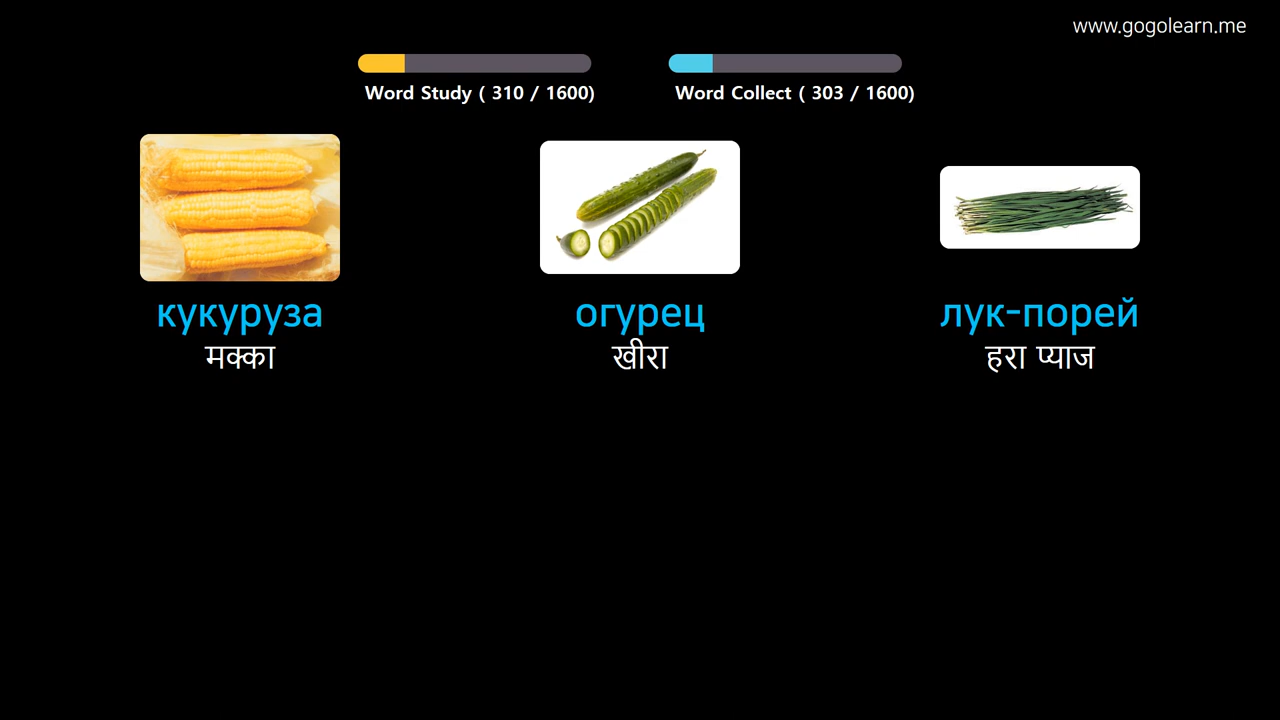 www.gogolearn.me
Word Study ( 310 / 1600)
Word Collect ( 303 / 1600)
кукуруза
मक्का
огурец
खीरा
лук-порей
हरा प्याज